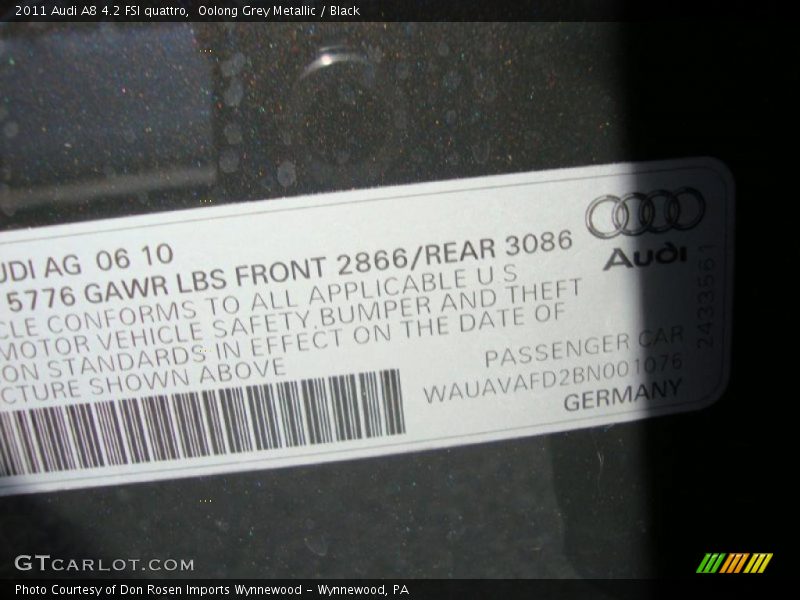 2011 Audi A8 4.2 FSI quattro,  Oolong Grey Metallic / Black
UDI AG 06 10
5776 GAWR LBS FRONT 2866/REAR 3086
CLE CONFORMS TO ALL APPLICABLE U S
MOTOR VEHICLE SAFETY,BUMPER AND THEFT
ON STANDARDS IN EFFECT ON THE DATE OF
CTURE SHOWN ABOVE
Audi
2433561
PASSENGER CAR
WAUAVAFD2BN001076
GERMANY
GTCARLOT.COM
Photo Courtesy of Don Rosen Imports Wynnewood – Wynnewood, PA